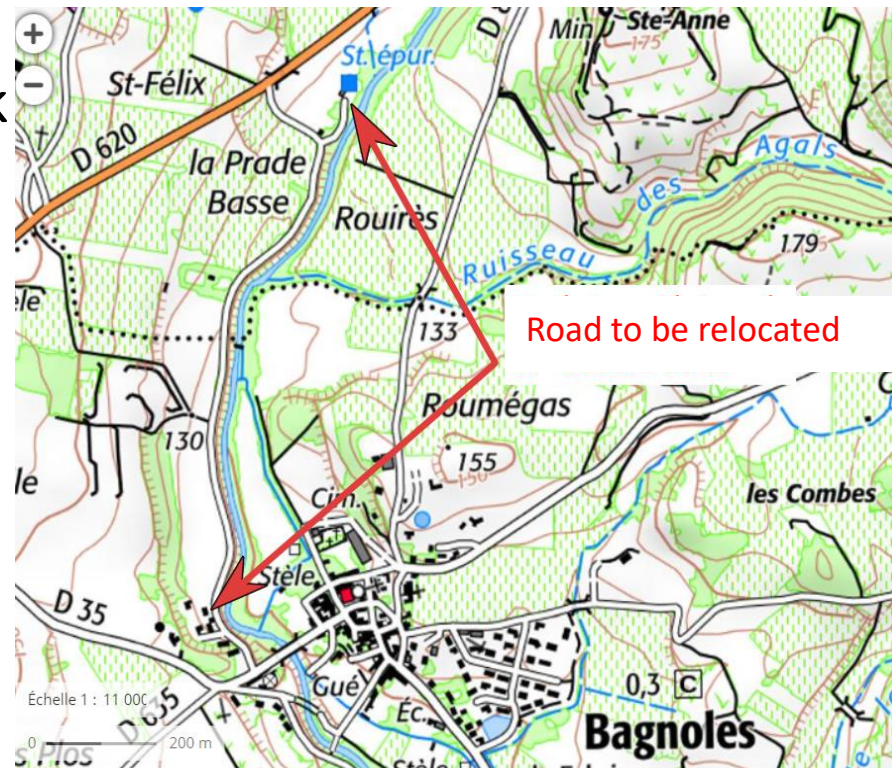 +
−
K
St-Félix
D 620
St. épur.
Min
Ste-Anne
175
la Prade
Basse
Rouirès
Ruisseau
des
Agals
179
133
Road to be relocated
Roumégas
155
130
les Combes
Cim.
Stèle
D 35
Gué
Éc.
0,3 C
Bagnoles
Échelle 1 : 11 000
D 635
0
200 m
s Plos
Stèle